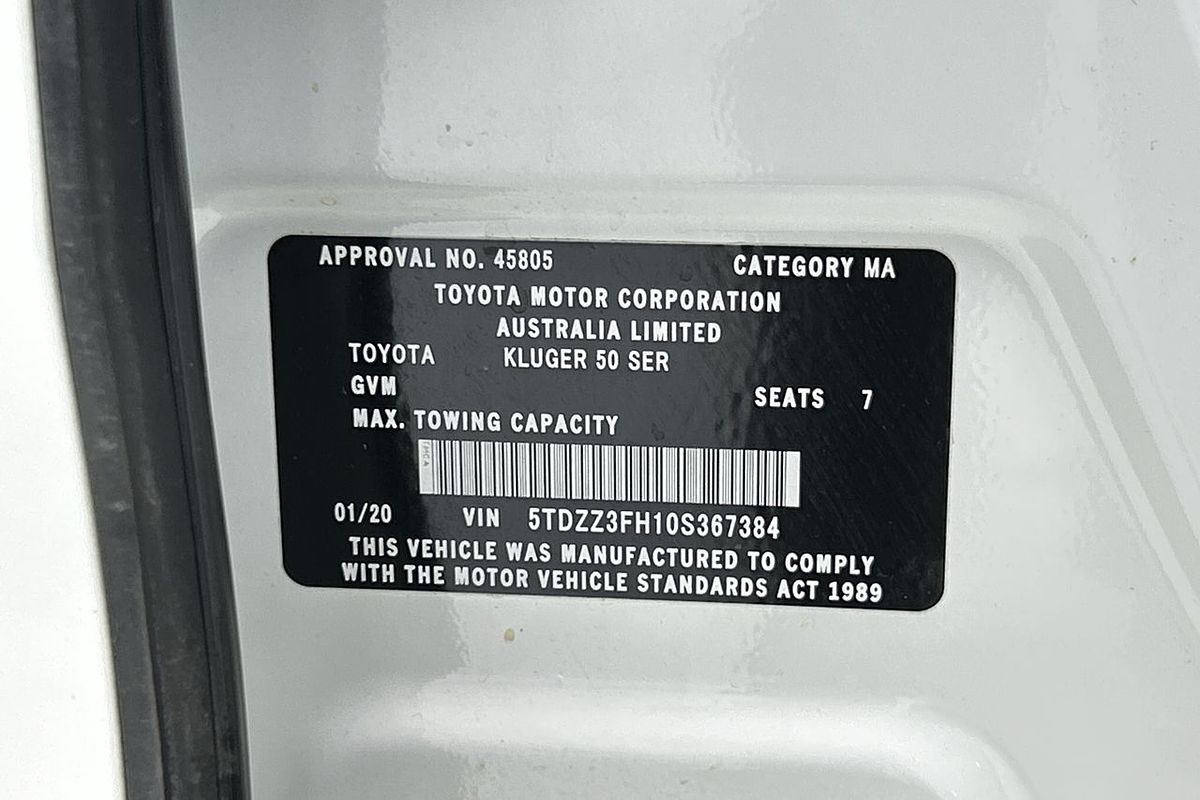 APPROVAL NO. 45805 CATEGORY MA
TOYOTA MOTOR CORPORATION
AUSTRALIA LIMITED
TOYOTA KLUGER 50 SER
GVM SEATS 7
MAX. TOWING CAPACITY
TMCA
01/20 VIN 5TDZZ3FH10S367384
THIS VEHICLE WAS MANUFACTURED TO COMPLY
WITH THE MOTOR VEHICLE STANDARDS ACT 1989